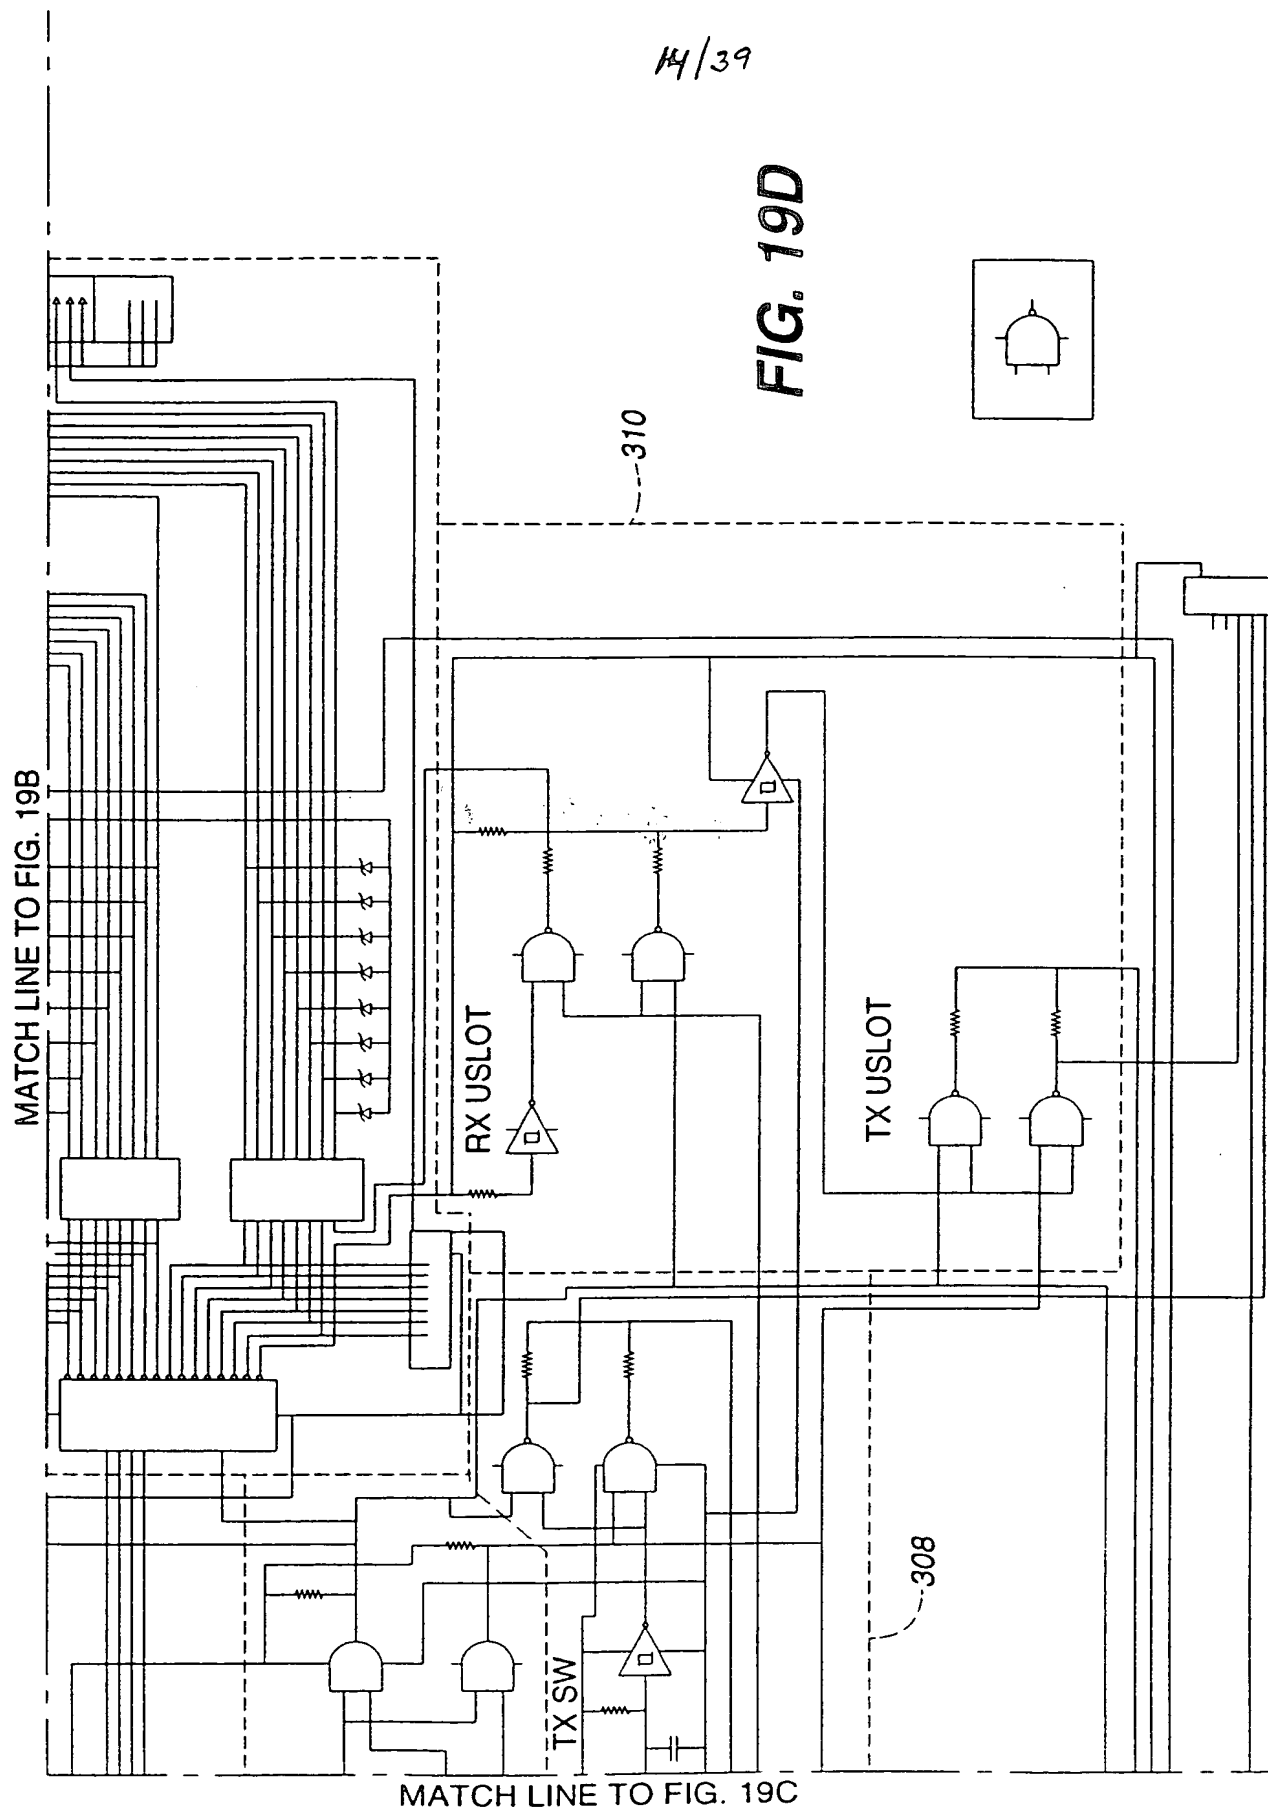 14/39
FIG. 19D
MATCH LINE TO FIG. 19B
310
RX USLOT
TX USLOT
TX SW
308
MATCH LINE TO FIG. 19C